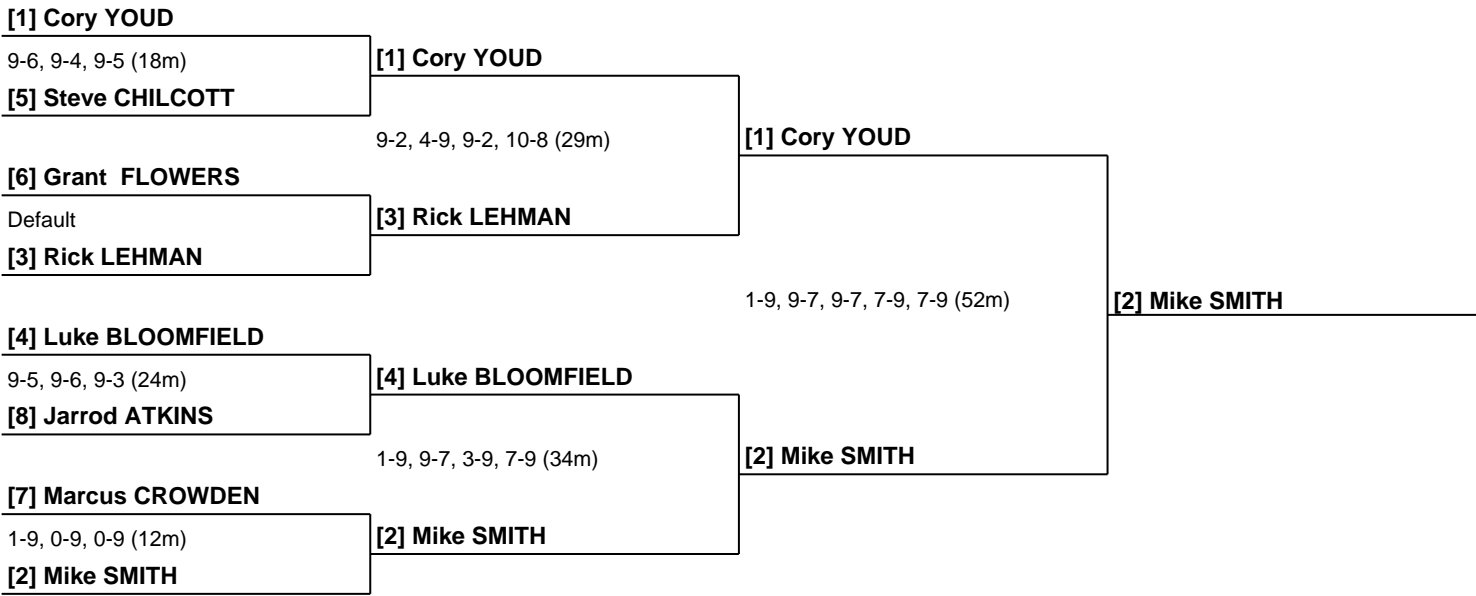 [1] Cory YOUD
9-6, 9-4, 9-5 (18m)
[5] Steve CHILCOTT
[1] Cory YOUD
9-2, 4-9, 9-2, 10-8 (29m)
[6] Grant  FLOWERS
Default
[3] Rick LEHMAN
[3] Rick LEHMAN
[1] Cory YOUD
1-9, 9-7, 9-7, 7-9, 7-9 (52m)
[2] Mike SMITH
[4] Luke BLOOMFIELD
9-5, 9-6, 9-3 (24m)
[8] Jarrod ATKINS
[4] Luke BLOOMFIELD
1-9, 9-7, 3-9, 7-9 (34m)
[2] Mike SMITH
[7] Marcus CROWDEN
1-9, 0-9, 0-9 (12m)
[2] Mike SMITH
[2] Mike SMITH